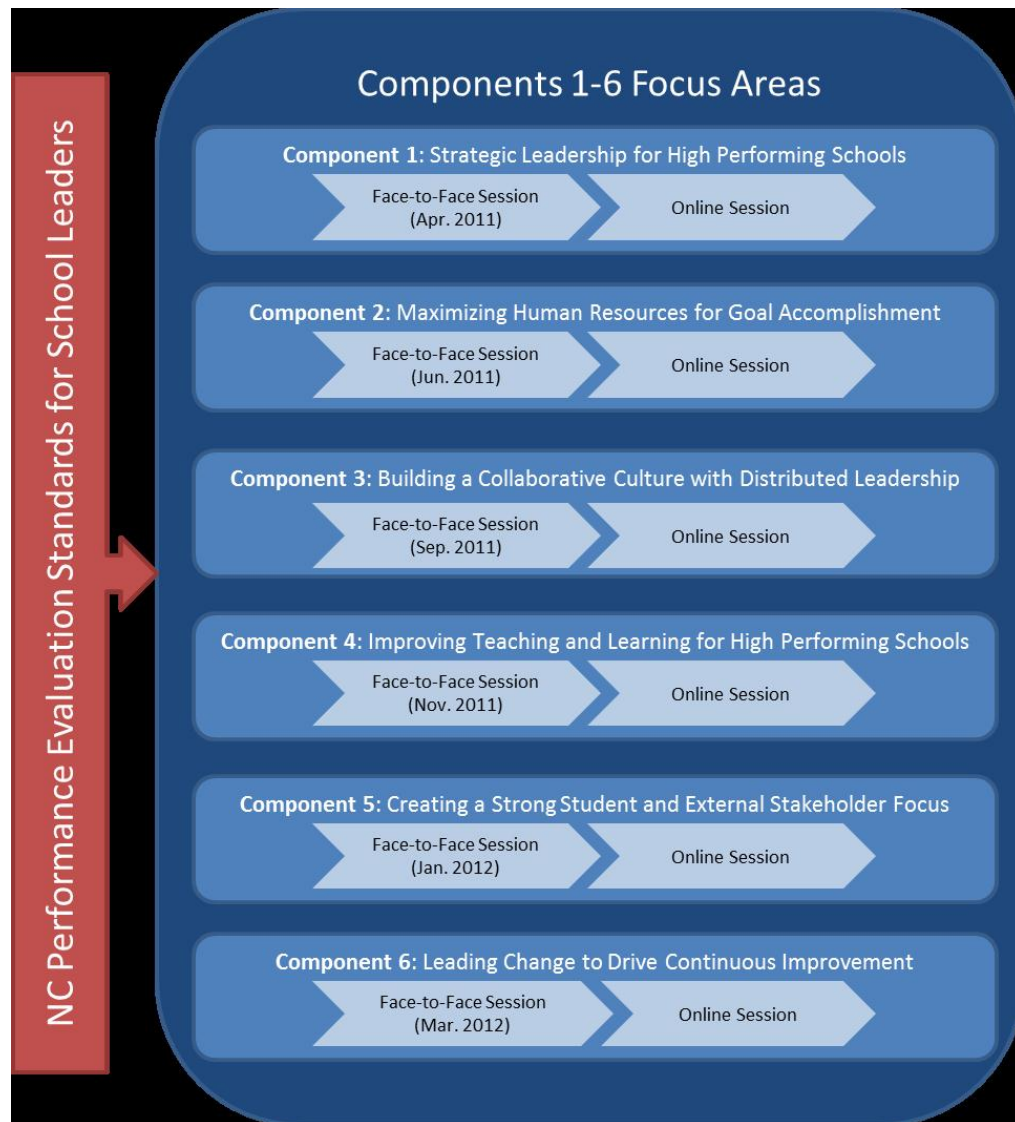 NC Performance Evaluation Standards for School Leaders
Components 1-6 Focus Areas
Component 1: Strategic Leadership for High Performing Schools
Face-to-Face Session
(Apr. 2011)
Online Session
Component 2: Maximizing Human Resources for Goal Accomplishment
Face-to-Face Session
(Jun. 2011)
Online Session
Component 3: Building a Collaborative Culture with Distributed Leadership
Face-to-Face Session
(Sep. 2011)
Online Session
Component 4: Improving Teaching and Learning for High Performing Schools
Face-to-Face Session
(Nov. 2011)
Online Session
Component 5: Creating a Strong Student and External Stakeholder Focus
Face-to-Face Session
(Jan. 2012)
Online Session
Component 6: Leading Change to Drive Continuous Improvement
Face-to-Face Session
(Mar. 2012)
Online Session